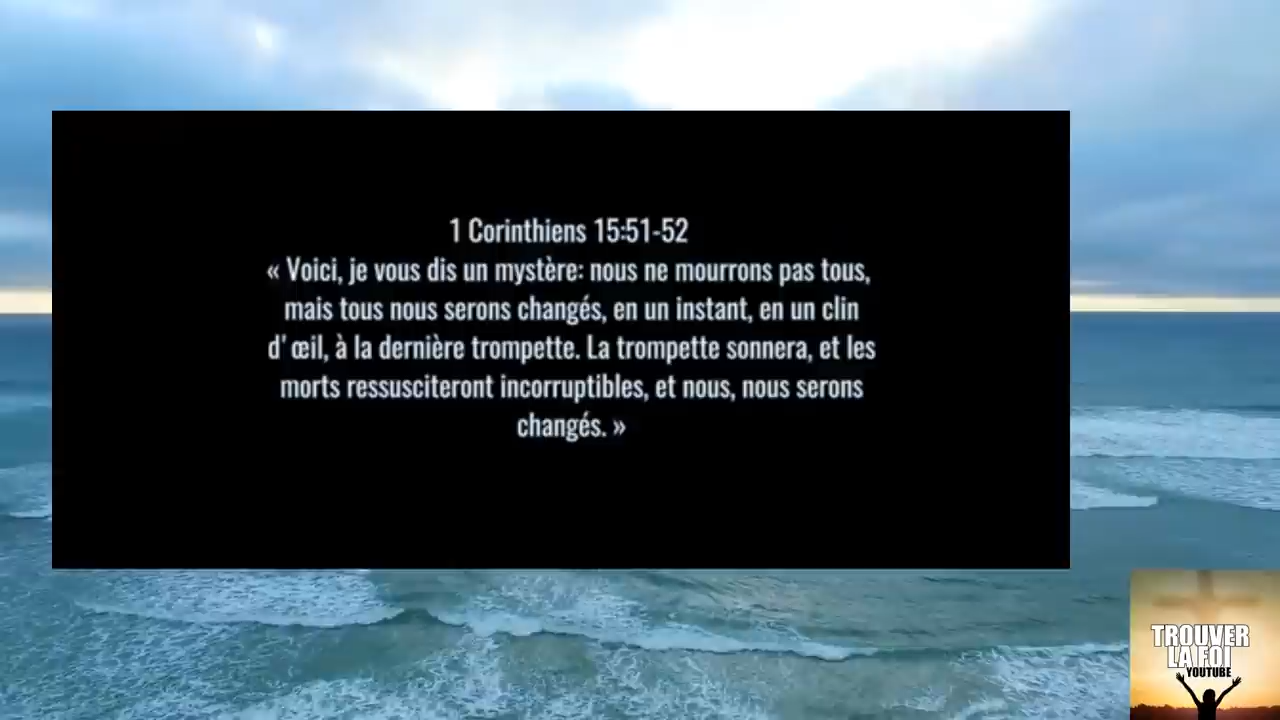 1 Corinthiens 15:51-52
« Voici, je vous dis un mystère: nous ne mourrons pas tous,
mais tous nous serons changés, en un instant, en un clin
d'œil, à la dernière trompette. La trompette sonnera, et les
morts ressusciteront incorruptibles, et nous, nous serons
changés. »
TROUVER
LA FOI
YOUTUBE